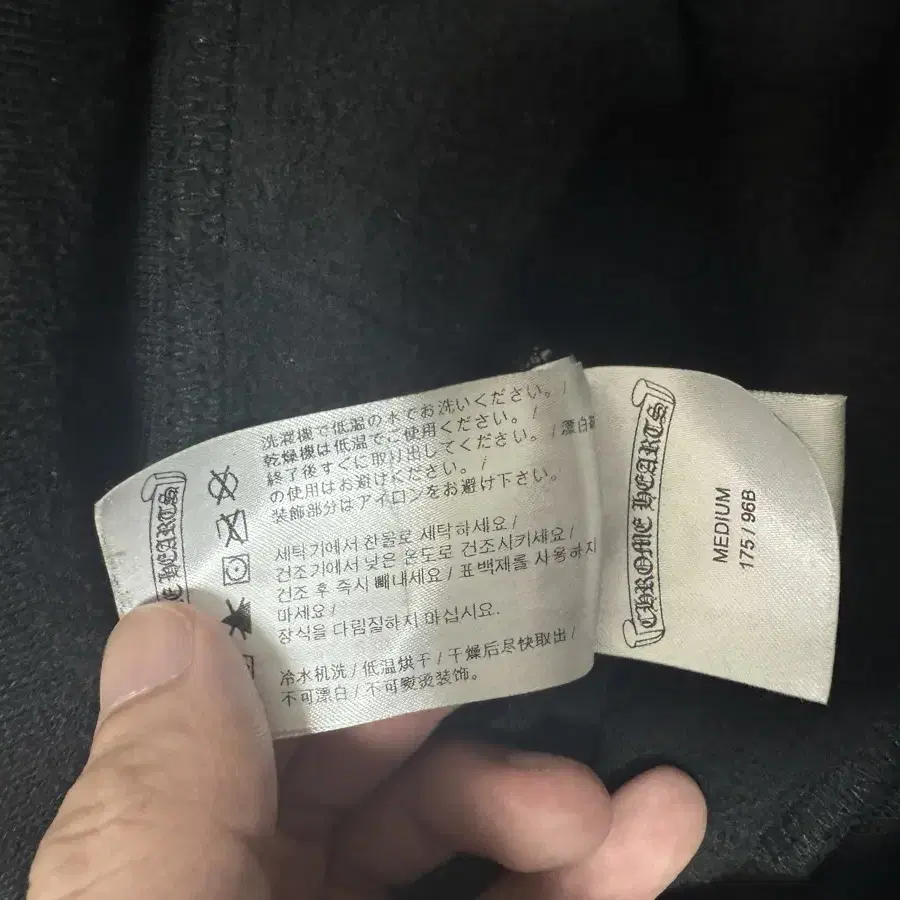 洗濯機で低温の水でお洗いください。/
乾燥機は低温でご使用ください。/
終了後すぐに取り出してください。/漂白剤
の使用はお避けください。/
装飾部分はアイロンをお避け下さい。
세탁기에서 찬물로 세탁하세요/
건조기에서 낮은 온도로 건조시키세요/
건조 후 즉시 빼내세요/표백재를 사용하지
마세요/
장식을 다림질하지 마십시요.
冷水机洗/低温烘干/干燥后尽快取出/
不可漂白/不可熨烫装饰。
HEARTS
CHROME HEARTS
MEDIUM
175/96B